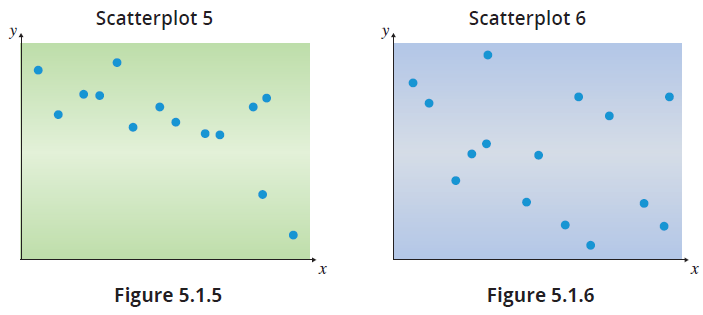 Scatterplot 5
y
x
Figure 5.1.5
Scatterplot 6
y
x
Figure 5.1.6